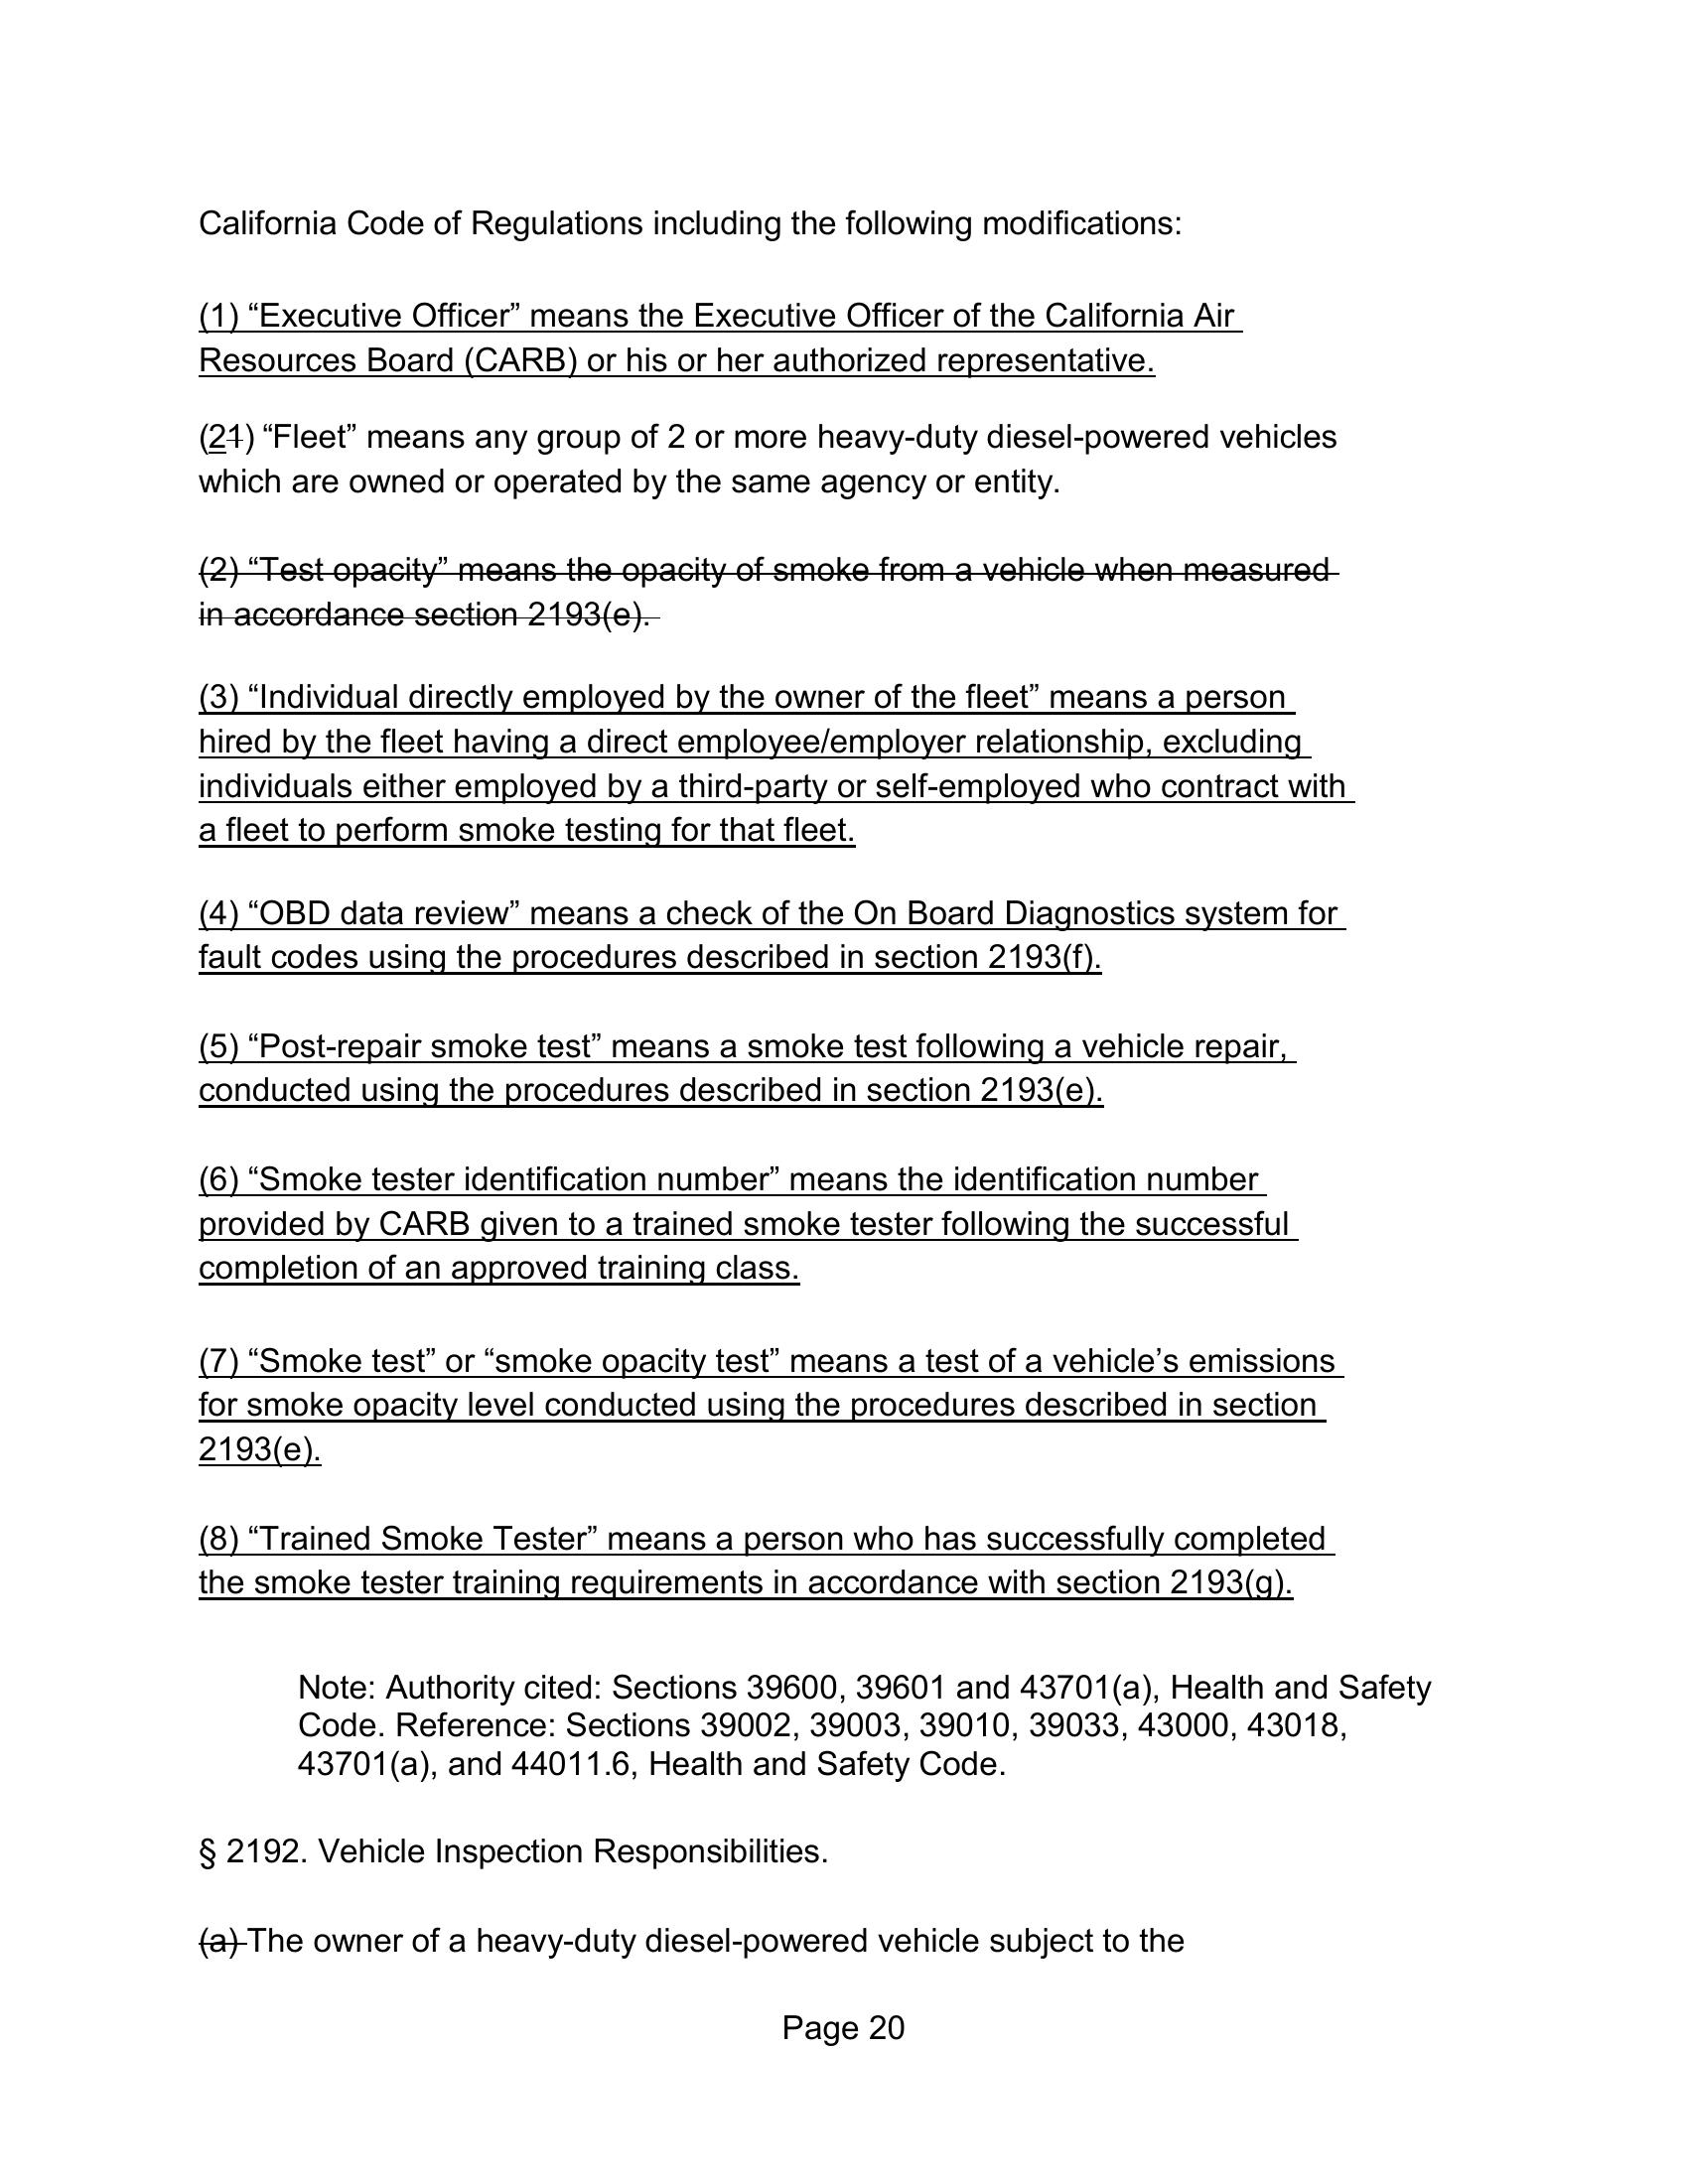 California Code of Regulations including the following modifications:
(1) “Executive Officer” means the Executive Officer of the California Air
Resources Board (CARB) or his or her authorized representative.
(21) “Fleet” means any group of 2 or more heavy-duty diesel-powered vehicles
which are owned or operated by the same agency or entity.
(2) “Test opacity” means the opacity of smoke from a vehicle when measured
in accordance section 2193(e).
(3) “Individual directly employed by the owner of the fleet” means a person
hired by the fleet having a direct employee/employer relationship, excluding
individuals either employed by a third-party or self-employed who contract with
a fleet to perform smoke testing for that fleet.
(4) “OBD data review” means a check of the On Board Diagnostics system for
fault codes using the procedures described in section 2193(f).
(5) “Post-repair smoke test” means a smoke test following a vehicle repair,
conducted using the procedures described in section 2193(e).
(6) “Smoke tester identification number” means the identification number
provided by CARB given to a trained smoke tester following the successful
completion of an approved training class.
(7) “Smoke test” or “smoke opacity test” means a test of a vehicle’s emissions
for smoke opacity level conducted using the procedures described in section
2193(e).
(8) “Trained Smoke Tester” means a person who has successfully completed
the smoke tester training requirements in accordance with section 2193(g).
Note: Authority cited: Sections 39600, 39601 and 43701(a), Health and Safety
Code. Reference: Sections 39002, 39003, 39010, 39033, 43000, 43018,
43701(a), and 44011.6, Health and Safety Code.
§ 2192. Vehicle Inspection Responsibilities.
(a) The owner of a heavy-duty diesel-powered vehicle subject to the
Page 20